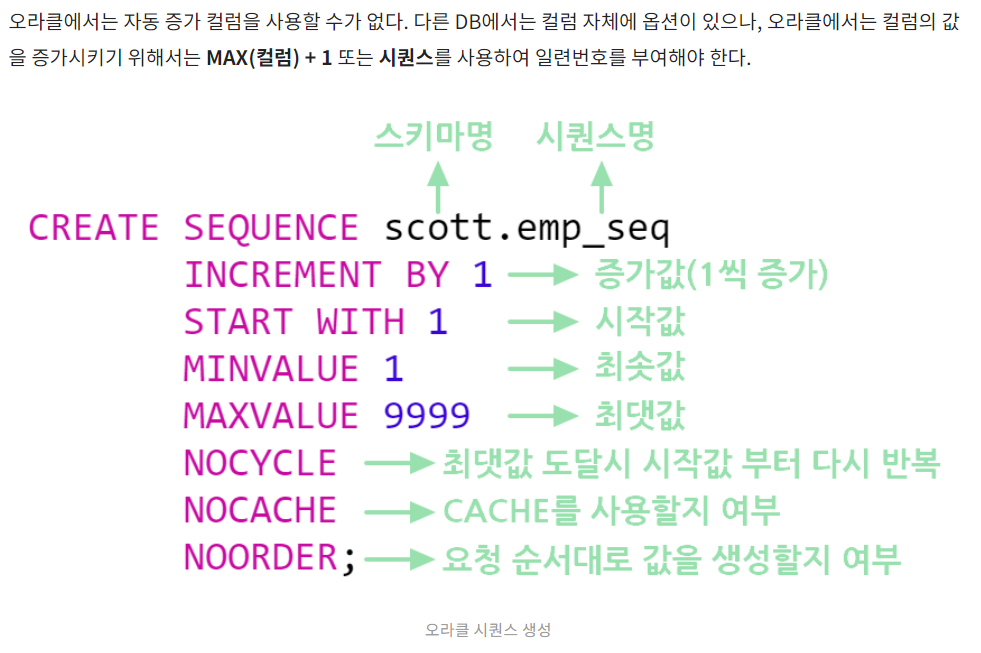 오라클에서는 자동 증가 컬럼을 사용할 수가 없다. 다른 DB에서는 컬럼 자체에 옵션이 있으나, 오라클에서는 컬럼의 값
을 증가시키기 위해서는 MAX(컬럼) + 1 또는 시퀀스를 사용하여 일련번호를 부여해야 한다.
스키마명 시퀀스명
CREATE SEQUENCE scott.emp_seq
INCREMENT BY 1 증가값(1씩 증가)
START WITH 1 시작값
MINVALUE 1 최솟값
MAXVALUE 9999 최댓값
NOCYCLE 최댓값 도달시 시작값 부터 다시 반복
NOCACHE CACHE를 사용할지 여부
NOORDER; 요청 순서대로 값을 생성할지 여부
오라클 시퀀스 생성